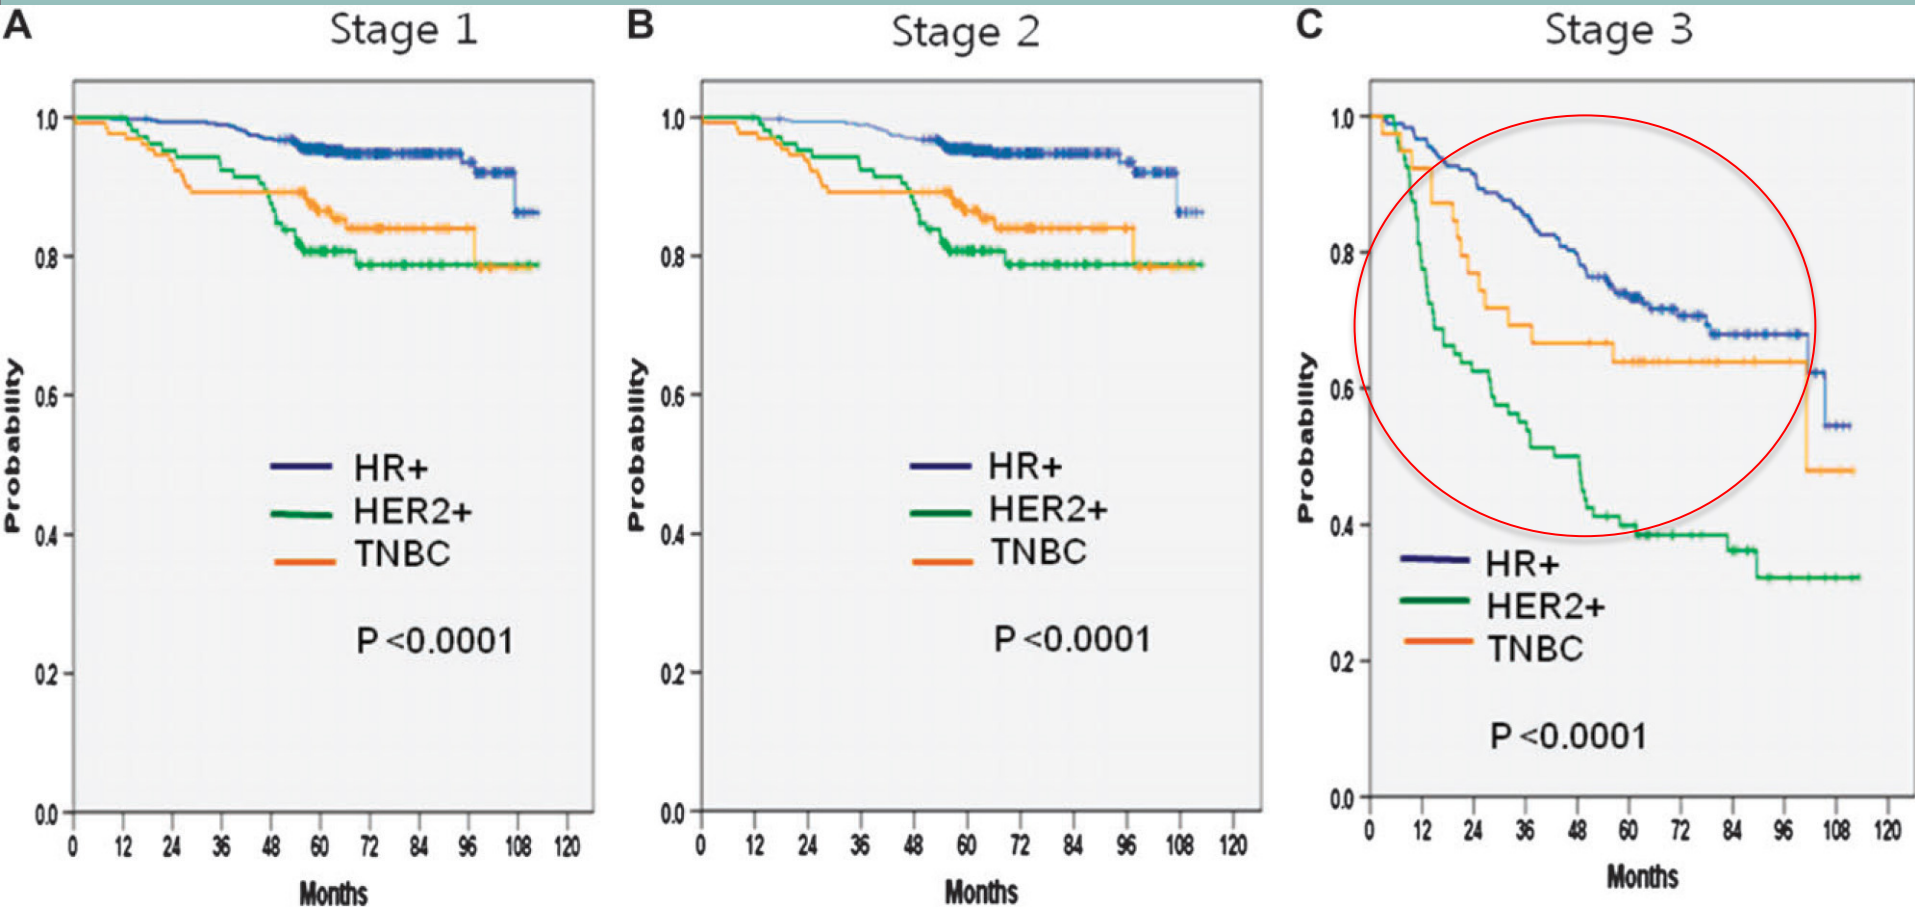 A
Stage 1
1.0
0.8
0.6
0.4
0.2
0.0
Probability
HR+
HER2+
TNBC
P <0.0001
0 12 24 36 48 60 72 84 96 108 120
Months
B
Stage 2
1.0
0.8
0.6
0.4
0.2
0.0
Probability
HR+
HER2+
TNBC
P <0.0001
0 12 24 36 48 60 72 84 96 108 120
Months
C
Stage 3
1.0
0.8
0.6
0.4
0.2
0.0
Probability
HR+
HER2+
TNBC
P <0.0001
0 12 24 36 48 60 72 84 96 108 120
Months